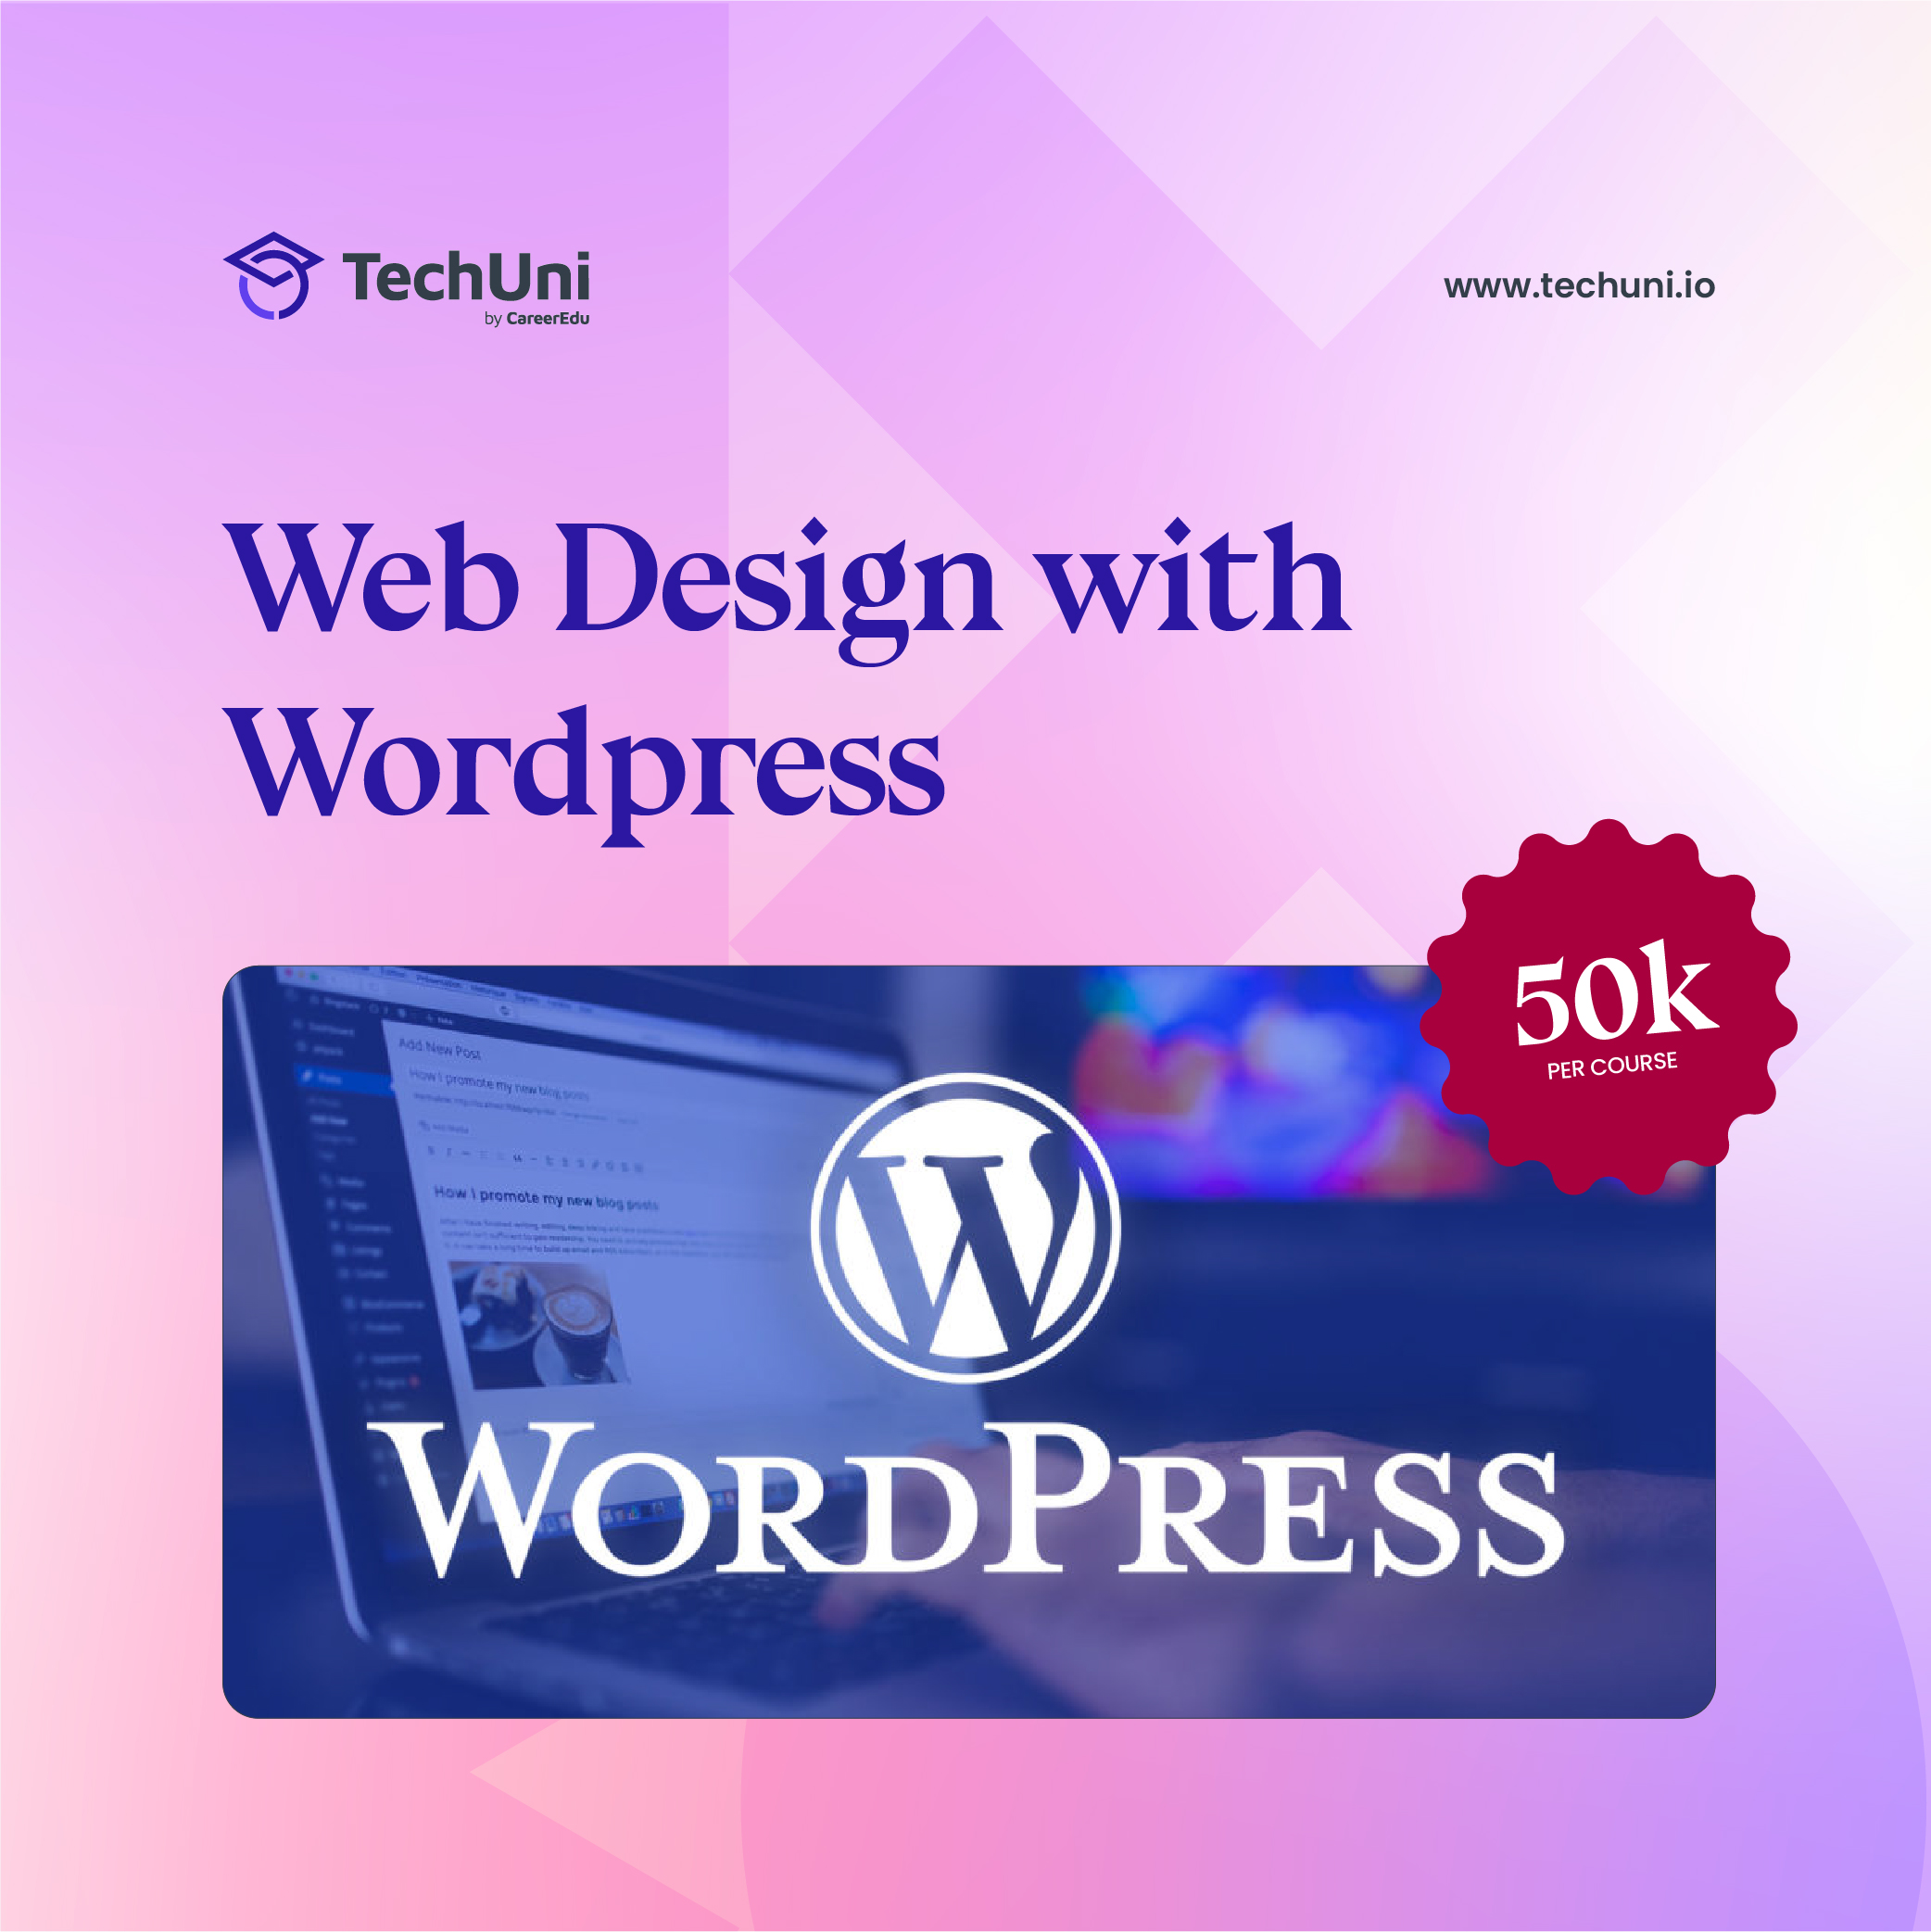 TechUni
by CareerEdu
www.techuni.io
Web Design with
Wordpress
50k
PER COURSE
Add New Post
How I promote my new blog posts
How I promote my new blog posts
WORDPRESS